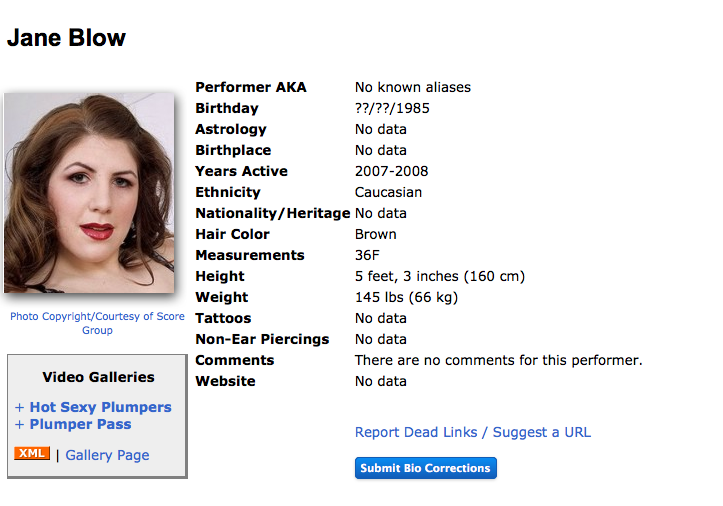 Jane Blow
Performer AKA No known aliases
Birthday ??/??/1985
Astrology No data
Birthplace No data
Years Active 2007-2008
Ethnicity Caucasian
Nationality/Heritage No data
Hair Color Brown
Measurements 36F
Height 5 feet, 3 inches (160 cm)
Weight 145 lbs (66 kg)
Tattoos No data
Non-Ear Piercings No data
Comments There are no comments for this performer.
Website No data
Photo Copyright/Courtesy of Score
Group
Video Galleries
+ Hot Sexy Plumpers
+ Plumper Pass
XML | Gallery Page
Report Dead Links / Suggest a URL
Submit Bio Corrections